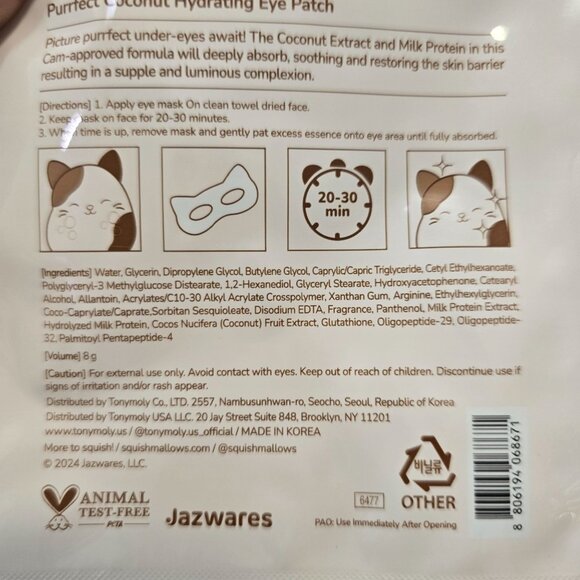 Purrfect Coconut Hydrating Eye Patch
Picture purrfect under-eyes await! The Coconut Extract and Milk Protein in this
Cam-approved formula will deeply absorb, soothing and restoring the skin barrier
resulting in a supple and luminous complexion.
[Directions] 1. Apply eye mask On clean towel dried face.
2. Keep mask on face for 20-30 minutes.
3. When time is up, remove mask and gently pat excess essence onto eye area until fully absorbed.
20-30
min
[Ingredients] Water, Glycerin, Dipropylene Glycol, Butylene Glycol, Caprylic/Capric Triglyceride, Cetyl Ethylhexanoate,
Polyglyceryl-3 Methylglucose Distearate, 1,2-Hexanediol, Glyceryl Stearate, Hydroxyacetophenone, Cetearyl
Alcohol, Allantoin, Acrylates/C10-30 Alkyl Acrylate Crosspolymer, Xanthan Gum, Arginine, Ethylhexylglycerin,
Coco-Caprylate/Caprate,Sorbitan Sesquioleate, Disodium EDTA, Fragrance, Panthenol, Milk Protein Extract,
Hydrolyzed Milk Protein, Cocos Nucifera (Coconut) Fruit Extract, Glutathione, Oligopeptide-29, Oligopeptide-
32, Palmitoyl Pentapeptide-4
[Volume] 8 g
[Caution] For external use only. Avoid contact with eyes. Keep out of reach of children. Discontinue use if
signs of irritation and/or rash appear.
Distributed by Tonymoly Co., LTD. 2557, Nambusunhwan-ro, Seocho, Seoul, Republic of Korea
Distributed by Tonymoly USA LLC. 20 Jay Street Suite 848, Brooklyn, NY 11201
www.tonymoly.us / @tonymoly.us_official / MADE IN KOREA
More to squish! / squishmallows.com / @squishmallows
© 2024 Jazwares, LLC.
ANIMAL
TEST-FREE
PETA
Jazwares
6477
비닐류
OTHER
PAO: Use Immediately After Opening
8 806194 068671